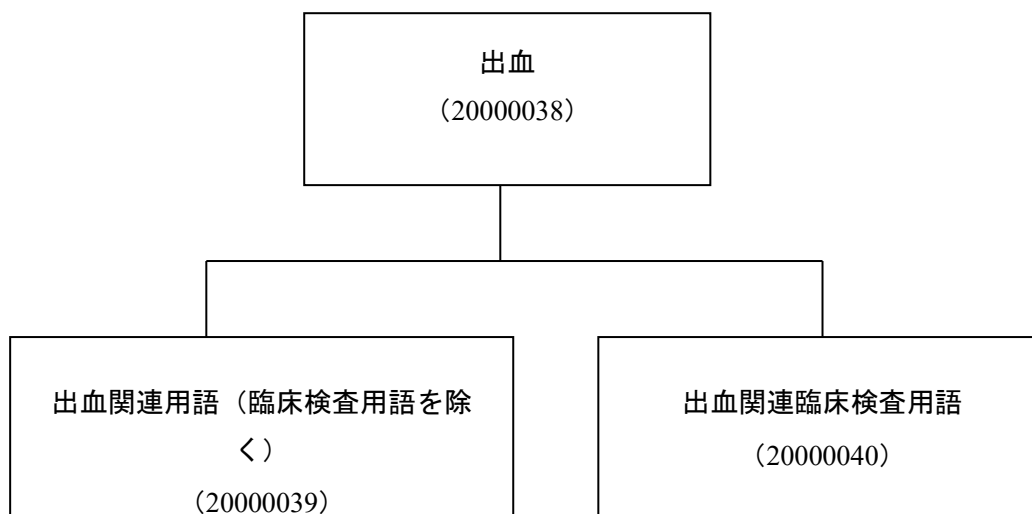 出血
（20000038）
出血関連用語（臨床検査用語を除
く）
（20000039）
出血関連臨床検査用語
（20000040）